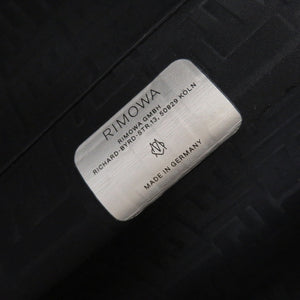 RIMOWA
RIMOWA GMBH
RICHARD-BYRD-STR.13, 50829 KÖLN
MADE IN GERMANY